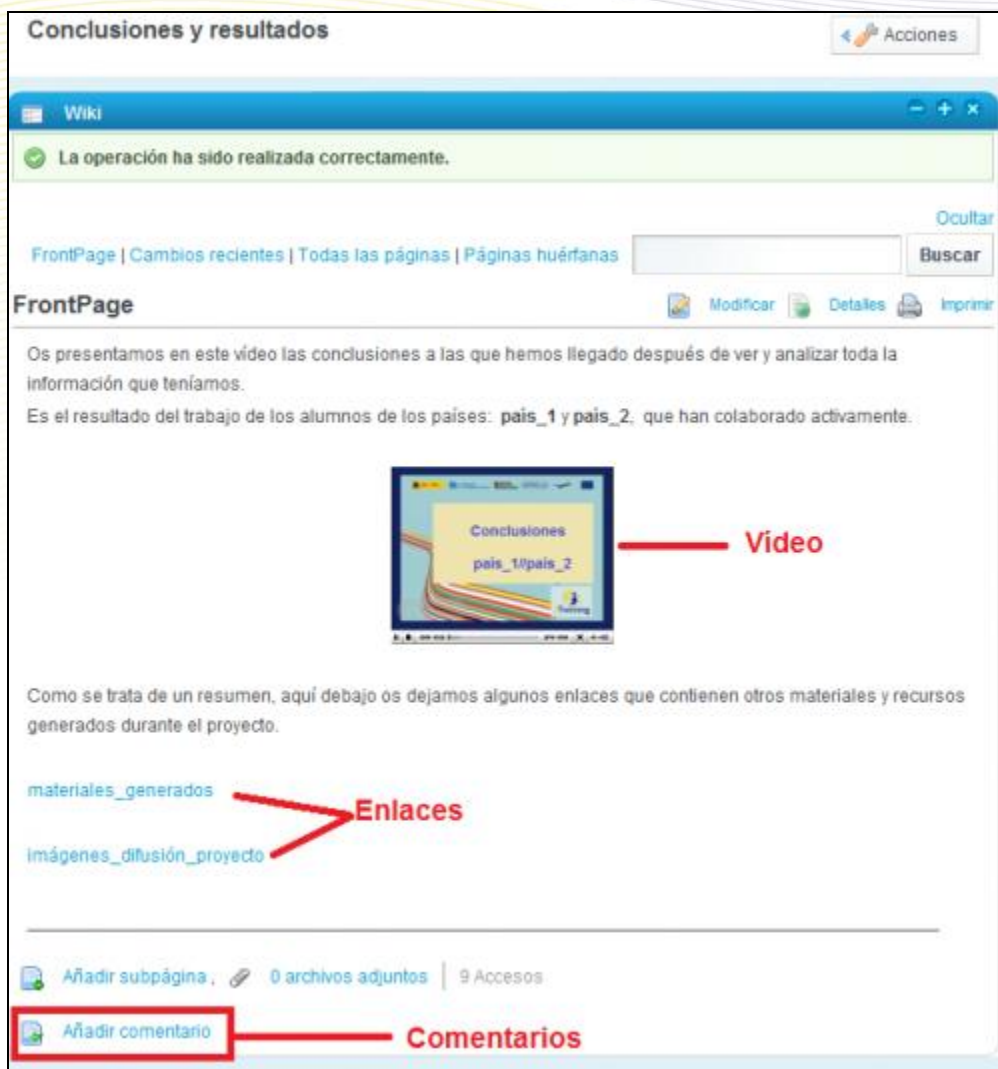 Conclusiones y resultados
Acciones
Wiki
La operación ha sido realizada correctamente.
Ocultar
FrontPage | Cambios recientes | Todas las páginas | Páginas huérfanas
Buscar
FrontPage
Modificar Detalles Imprimir
Os presentamos en este vídeo las conclusiones a las que hemos llegado después de ver y analizar toda la
información que teníamos.
Es el resultado del trabajo de los alumnos de los países: pais_1 y pais_2, que han colaborado activamente.
Conclusiones
pais_1//pais_2
Training
Vídeo
Como se trata de un resumen, aquí debajo os dejamos algunos enlaces que contienen otros materiales y recursos
generados durante el proyecto.
materiales_generados
Enlaces
imágenes_difusión_proyecto
Añadir subpágina, 0 archivos adjuntos | 9 Accesos
Añadir comentario
Comentarios